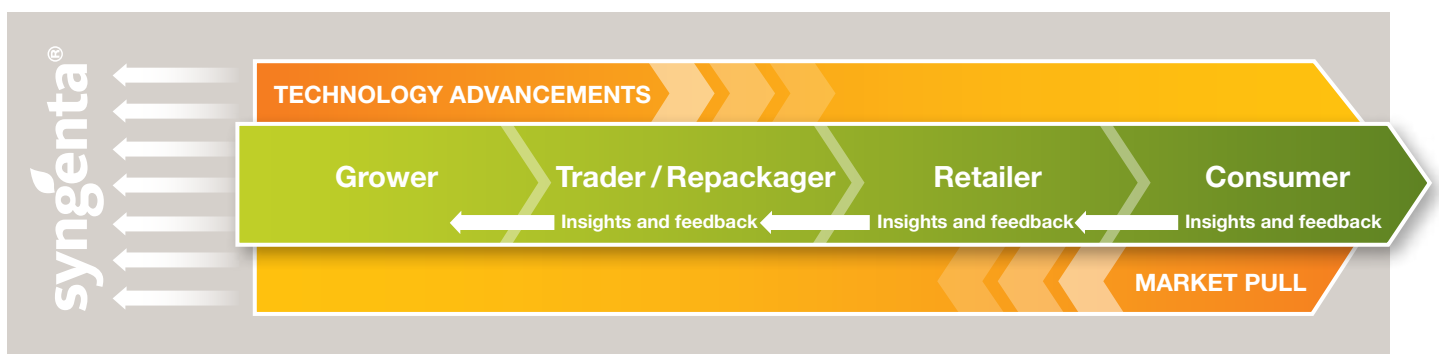 syngenta®
TECHNOLOGY ADVANCEMENTS
Grower
Trader / Repackager
Retailer
Consumer
Insights and feedback
Insights and feedback
Insights and feedback
MARKET PULL